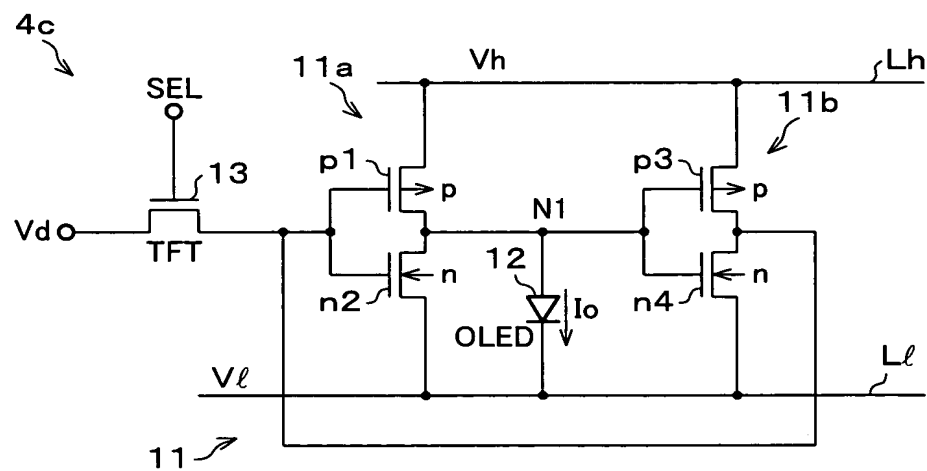 4c
Vh
Lh
11a
SEL
11b
p1
p3
13
p
p
N1
Vd
TFT
12
n
n
n2
n4
Io
OLED
Vℓ
Lℓ
11